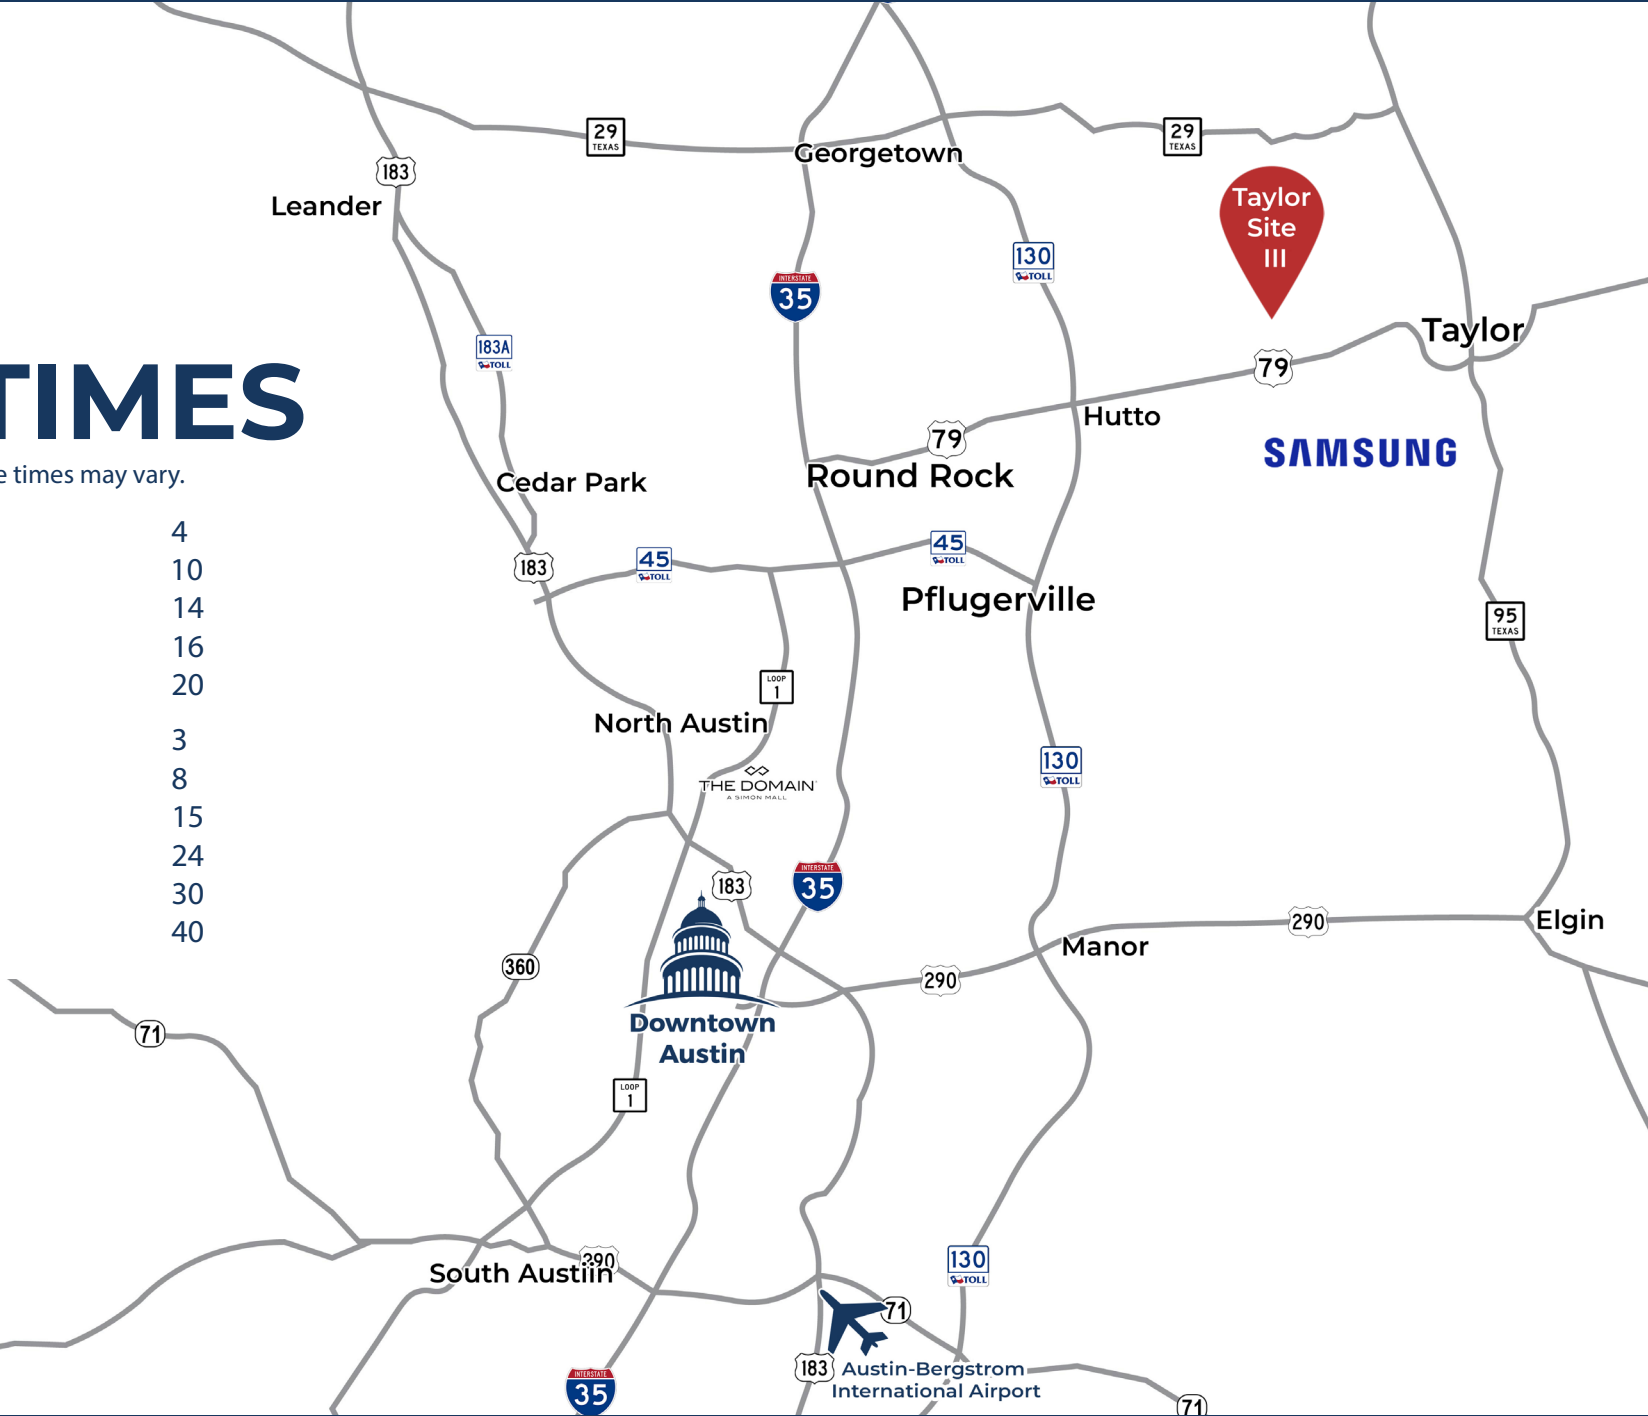 29
TEXAS
29
TEXAS
Georgetown
183
Leander
Taylor
Site
III
130
TOLL
INTERSTATE
35
Taylor
183A
TOLL
79
TIMES
Hutto
79
SAMSUNG
times may vary.
Cedar Park
Round Rock
4
45
TOLL
45
TOLL
183
10
Pflugerville
14
95
TEXAS
16
20
LOOP
1
North Austin
3
130
TOLL
8
THE DOMAIN
A SIMON MALL
15
24
INTERSTATE
35
183
30
290
Elgin
40
Manor
360
290
Downtown
Austin
71
LOOP
1
290
South Austin
130
TOLL
71
183
Austin-Bergstrom
International Airport
INTERSTATE
35
71